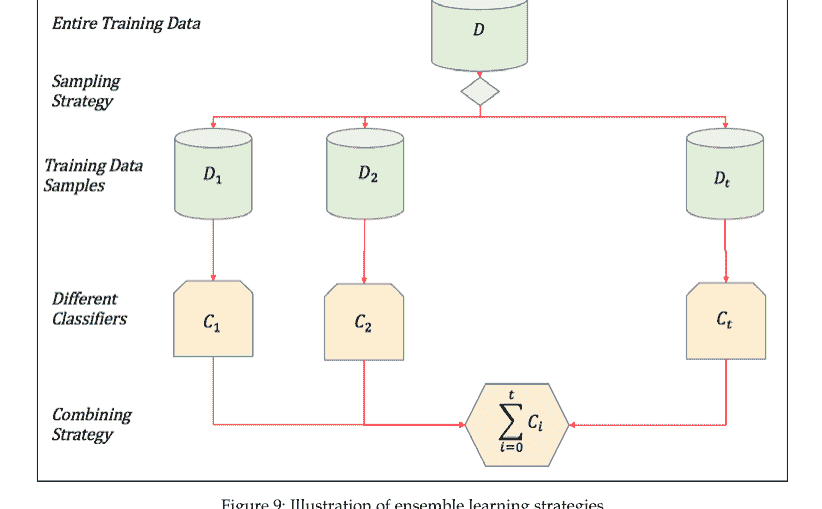 Entire Training Data
D
Sampling
Strategy
Training Data
Samples
D₁
D₂
Dₜ
Different
Classifiers
C₁
C₂
Cₜ
Combining
Strategy
t
∑ Cᵢ
i=0
Figure 9: Illustration of ensemble learning strategies